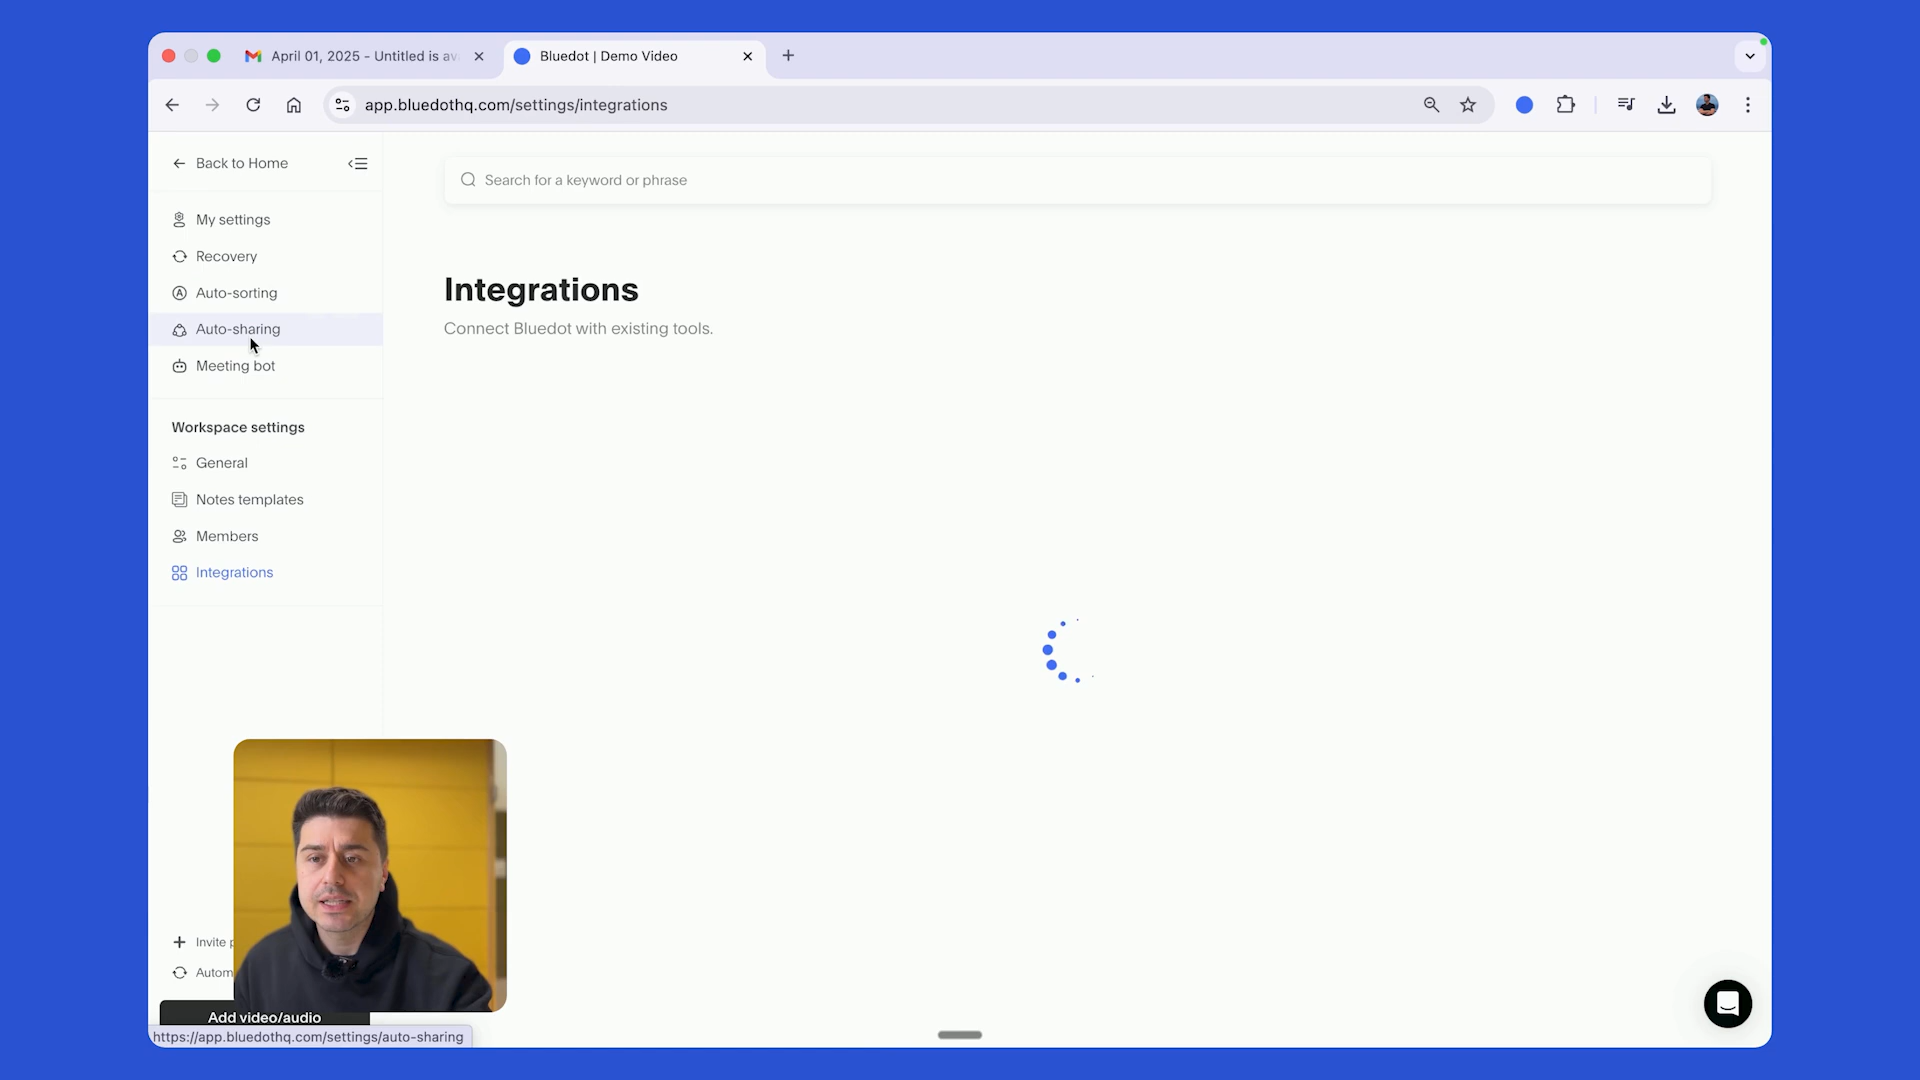 April 01, 2025 - Untitled is av
Bluedot | Demo Video
app.bluedothq.com/settings/integrations
Back to Home
Search for a keyword or phrase
My settings
Recovery
Auto-sorting
Auto-sharing
Meeting bot
Integrations
Connect Bluedot with existing tools.
Workspace settings
General
Notes templates
Members
Integrations
Invite p
Autom
Add video/audio
https://app.bluedothq.com/settings/auto-sharing